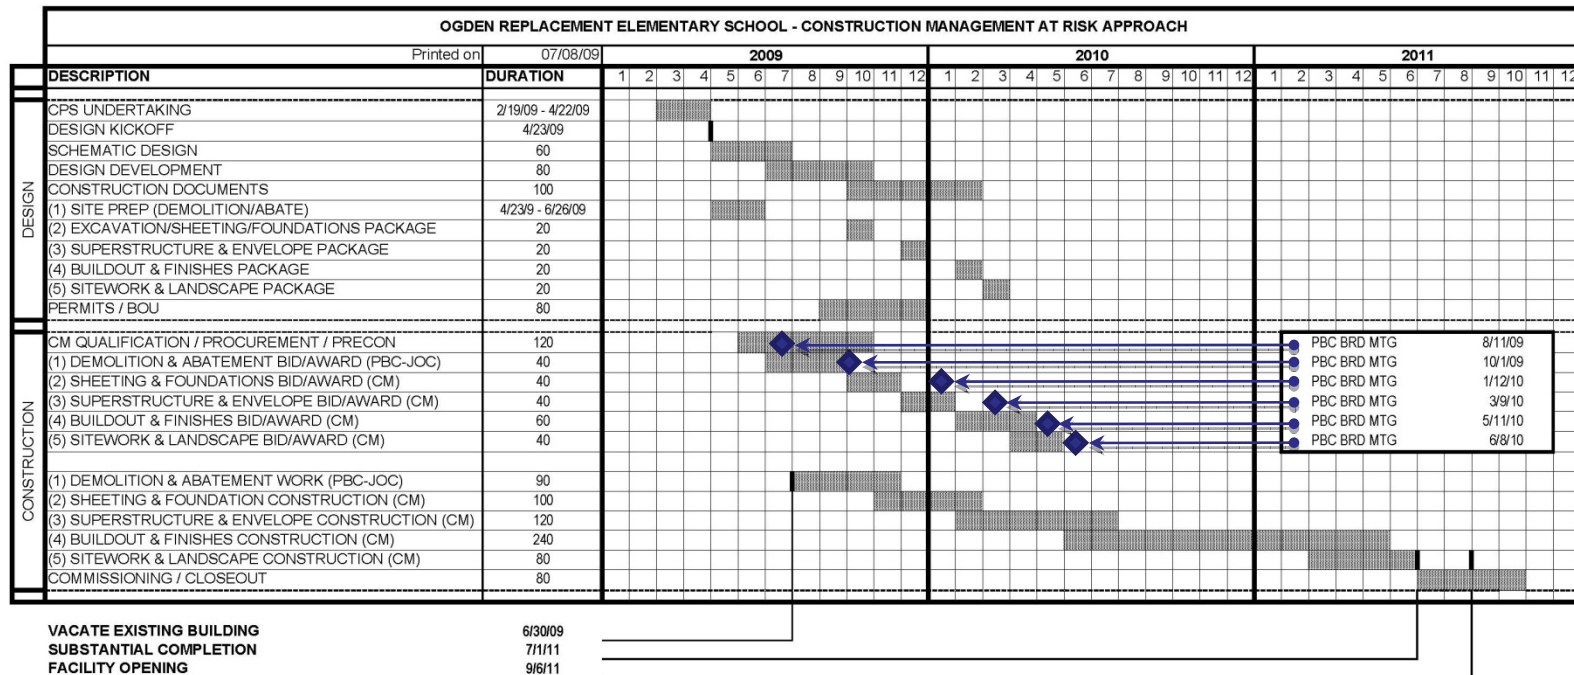 OGDEN REPLACEMENT ELEMENTARY SCHOOL - CONSTRUCTION MANAGEMENT AT RISK APPROACH
Printed on 07/08/09 2009 2010 2011
DESCRIPTION DURATION 1 2 3 4 5 6 7 8 9 10 11 12 1 2 3 4 5 6 7 8 9 10 11 12 1 2 3 4 5 6 7 8 9 10 11 12
DESIGN
CPS UNDERTAKING 2/19/09 - 4/22/09
DESIGN KICKOFF 4/23/09
SCHEMATIC DESIGN 60
DESIGN DEVELOPMENT 80
CONSTRUCTION DOCUMENTS 100
(1) SITE PREP (DEMOLITION/ABATE) 4/23/9 - 6/26/09
(2) EXCAVATION/SHEETING/FOUNDATIONS PACKAGE 20
(3) SUPERSTRUCTURE & ENVELOPE PACKAGE 20
(4) BUILDOUT & FINISHES PACKAGE 20
(5) SITEWORK & LANDSCAPE PACKAGE 20
PERMITS / BOU 80
CONSTRUCTION
CM QUALIFICATION / PROCUREMENT / PRECON 120 PBC BRD MTG 8/11/09
(1) DEMOLITION & ABATEMENT BID/AWARD (PBC-JOC) 40 PBC BRD MTG 10/1/09
(2) SHEETING & FOUNDATIONS BID/AWARD (CM) 40 PBC BRD MTG 1/12/10
(3) SUPERSTRUCTURE & ENVELOPE BID/AWARD (CM) 40 PBC BRD MTG 3/9/10
(4) BUILDOUT & FINISHES BID/AWARD (CM) 60 PBC BRD MTG 5/11/10
(5) SITEWORK & LANDSCAPE BID/AWARD (CM) 40 PBC BRD MTG 6/8/10
(1) DEMOLITION & ABATEMENT WORK (PBC-JOC) 90
(2) SHEETING & FOUNDATION CONSTRUCTION (CM) 100
(3) SUPERSTRUCTURE & ENVELOPE CONSTRUCTION (CM) 120
(4) BUILDOUT & FINISHES CONSTRUCTION (CM) 240
(5) SITEWORK & LANDSCAPE CONSTRUCTION (CM) 80
COMMISSIONING / CLOSEOUT 80
VACATE EXISTING BUILDING 6/30/09
SUBSTANTIAL COMPLETION 7/1/11
FACILITY OPENING 9/6/11